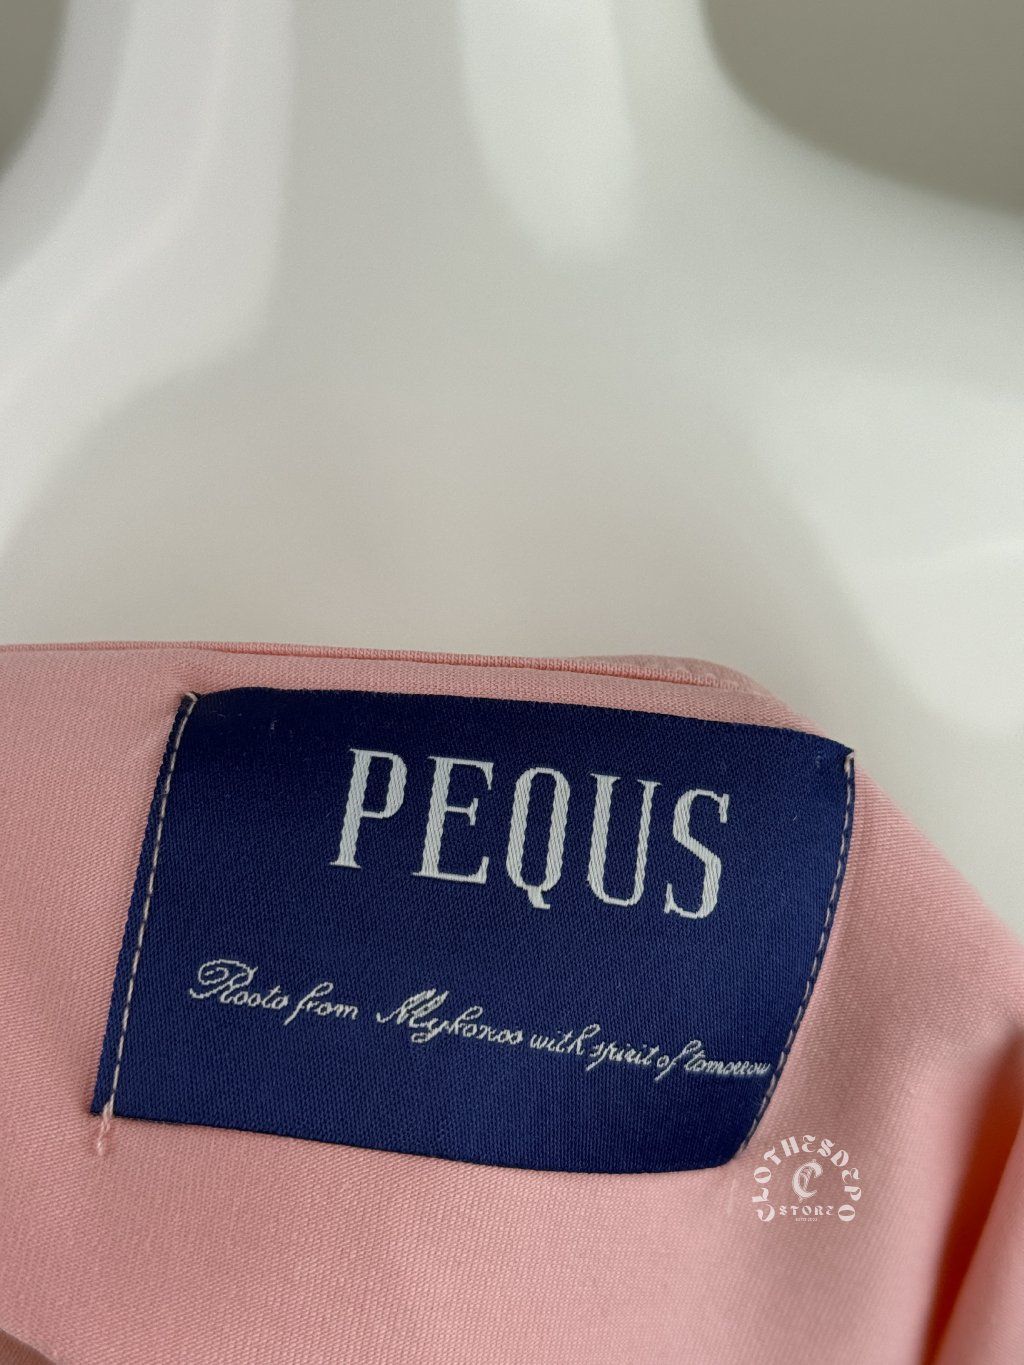 PEQUS
Roots from Mykonos with spirit of tomorrow
CLOTHESDEPO
STORE